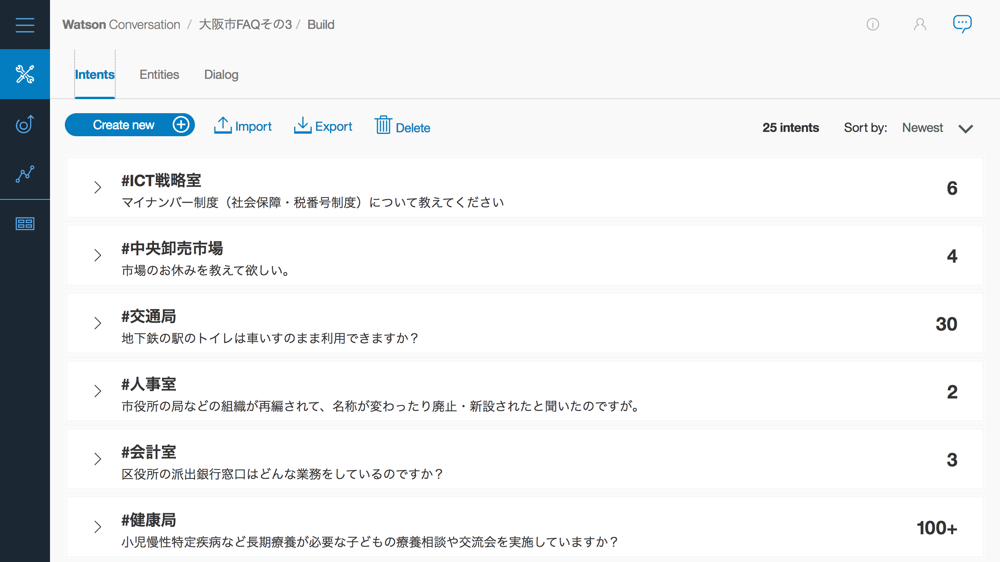 Watson Conversation / 大阪市FAQその3 / Build
Intents Entities Dialog
Create new Import Export Delete 25 intents Sort by: Newest
#ICT戦略室
マイナンバー制度（社会保障・税番号制度）について教えてください
6
#中央卸売市場
市場のお休みを教えて欲しい。
4
#交通局
地下鉄の駅のトイレは車いすのまま利用できますか？
30
#人事室
市役所の局などの組織が再編されて、名称が変わったり廃止・新設されたと聞いたのですが。
2
#会計室
区役所の派出銀行窓口はどんな業務をしているのですか？
3
#健康局
小児慢性特定疾病など長期療養が必要な子どもの療養相談や交流会を実施していますか？
100+